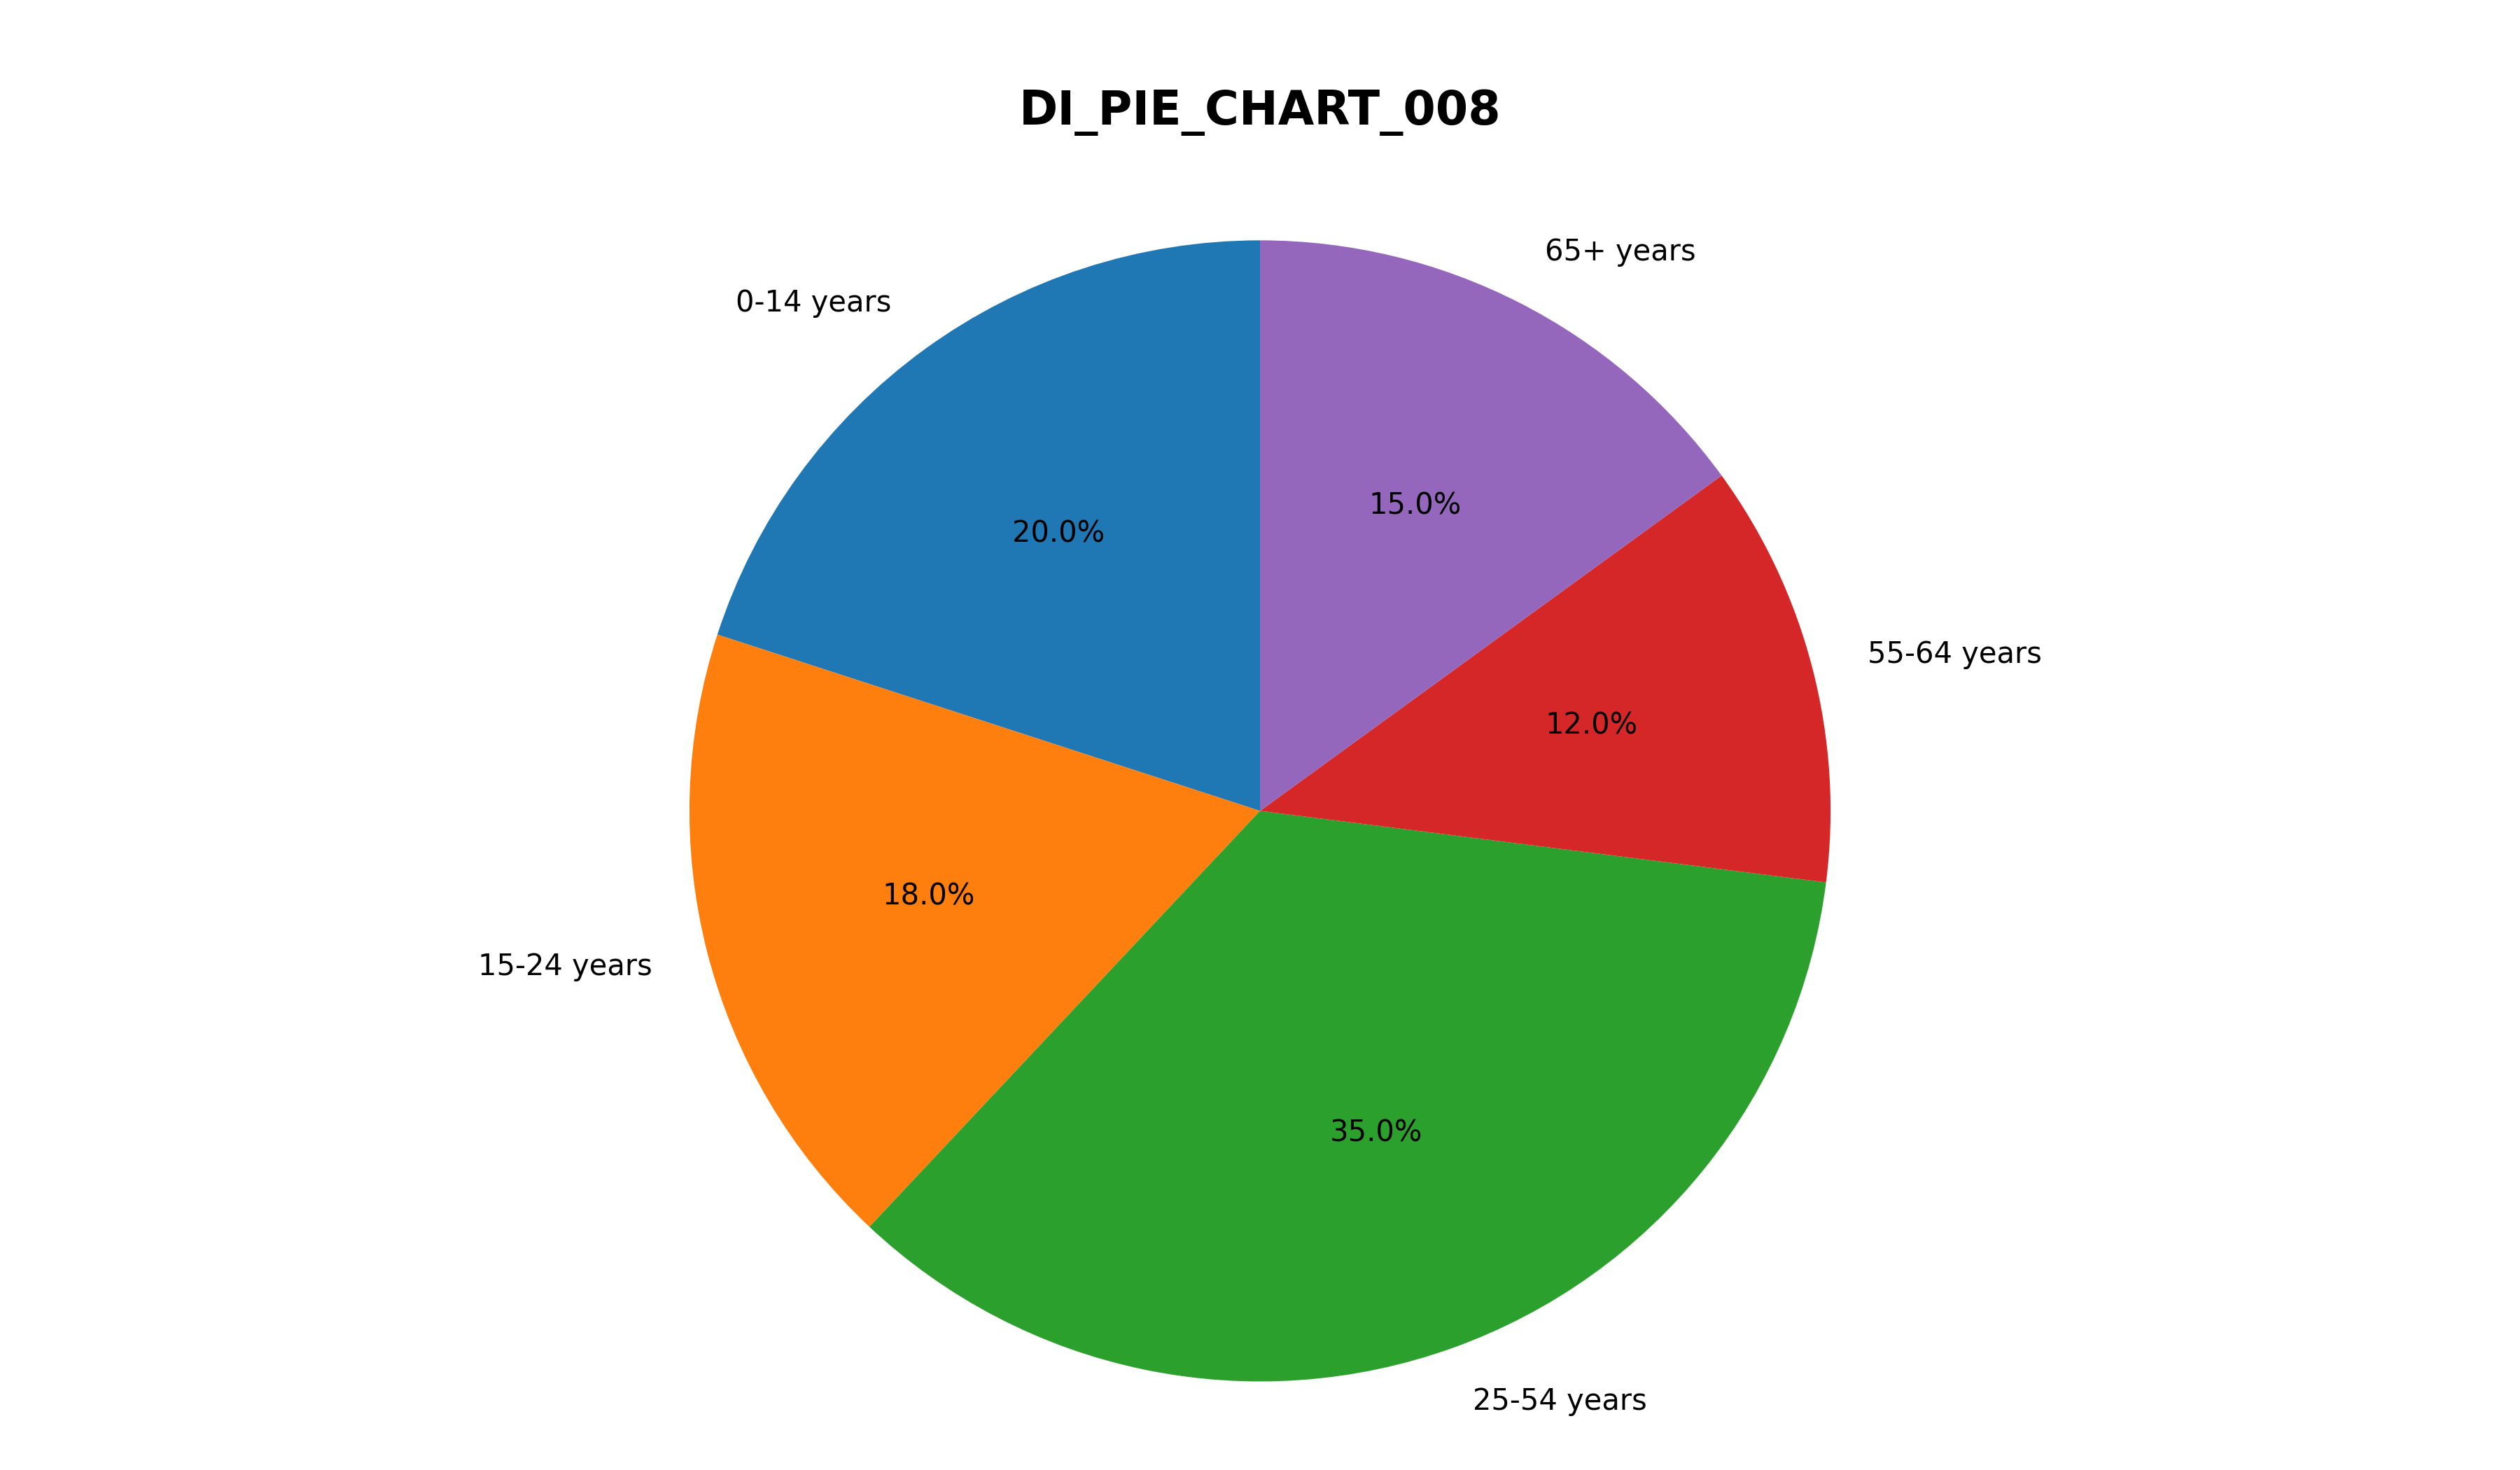 DI_PIE_CHART_008
65+ years
0-14 years
15.0%
20.0%
55-64 years
12.0%
18.0%
15-24 years
35.0%
25-54 years